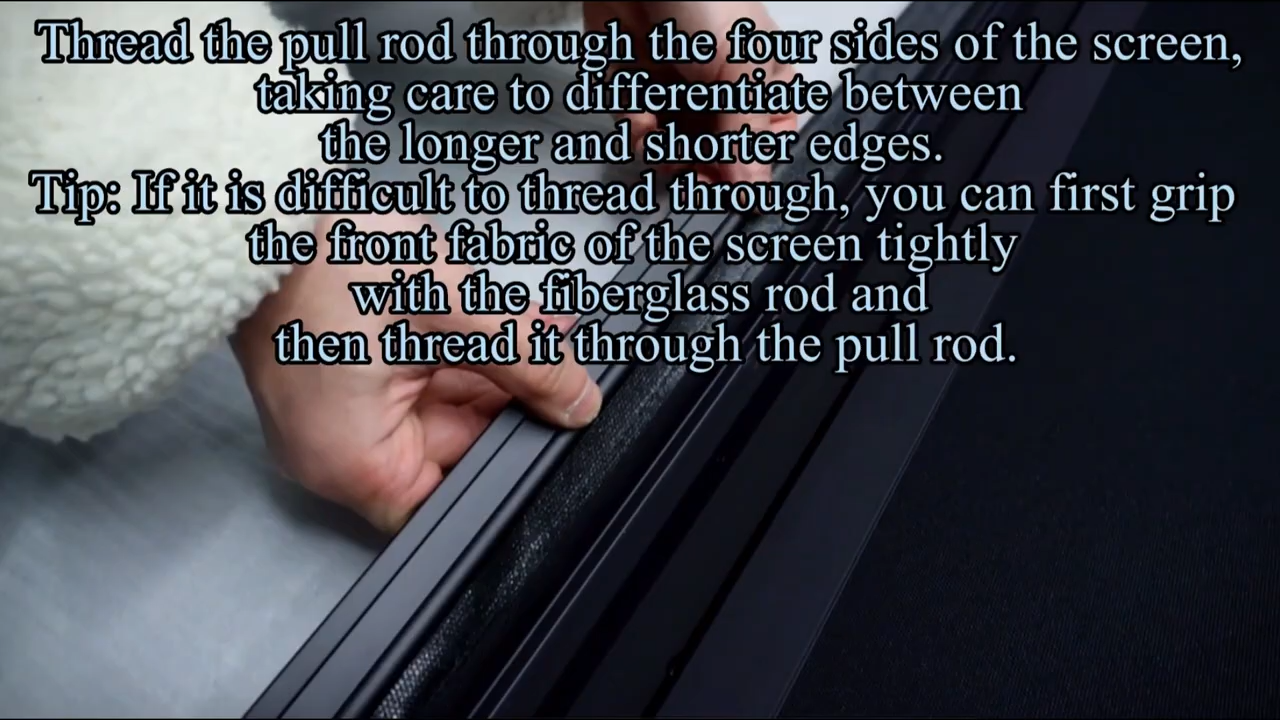 Thread the pull rod through the four sides of the screen,
taking care to differentiate between
the longer and shorter edges.
Tip: If it is difficult to thread through, you can first grip
the front fabric of the screen tightly
with the fiberglass rod and
then thread it through the pull rod.